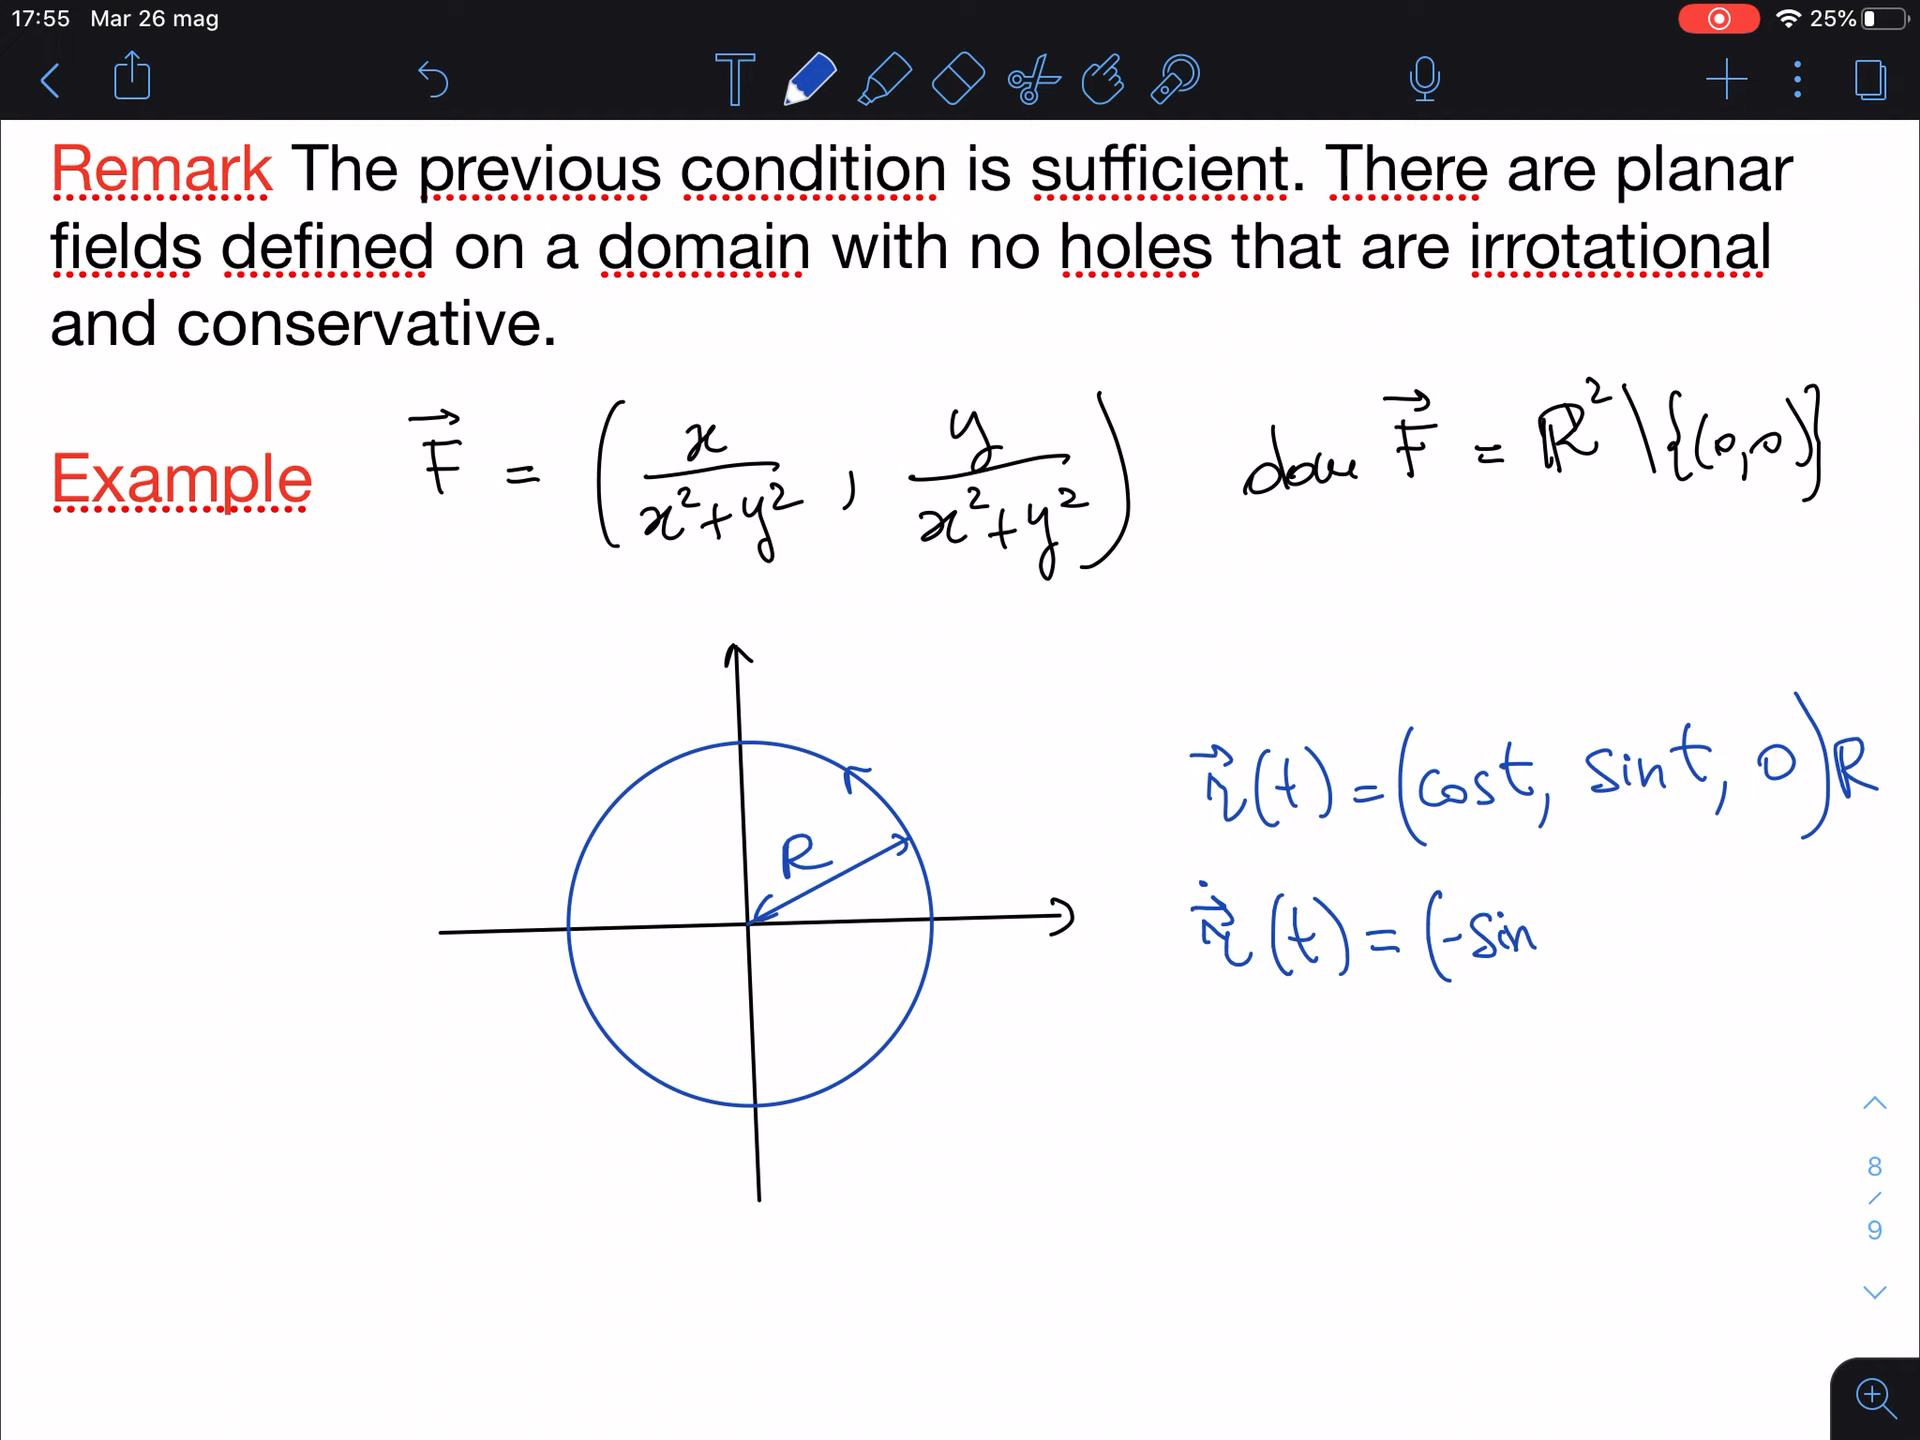 17:55 Mar 26 mag 25%
Remark The previous condition is sufficient. There are planar
fields defined on a domain with no holes that are irrotational
and conservative.
Example F⃗ = (x/(x²+y²), y/(x²+y²)) dom F⃗ = ℝ² \ {(0,0)}
r⃗(t) = (cos t, sin t, 0)R
R
ṙ⃗(t) = (-sin
8
/
9